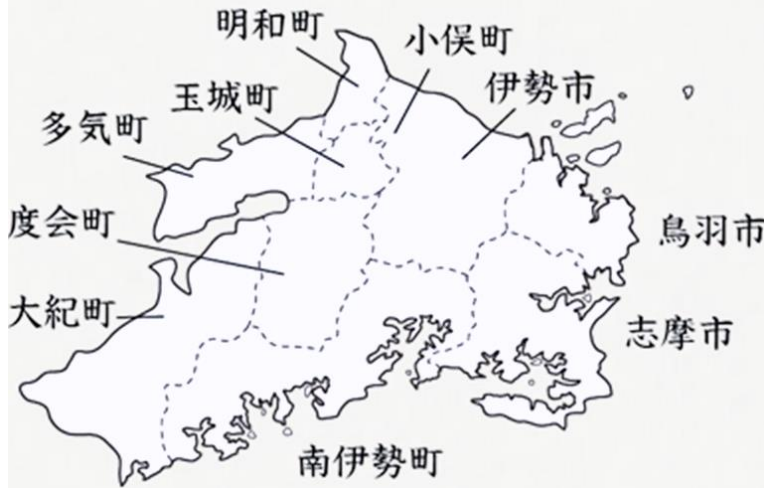 明和町
小俣町
玉城町
伊勢市
多気町
度会町
鳥羽市
大紀町
志摩市
南伊勢町